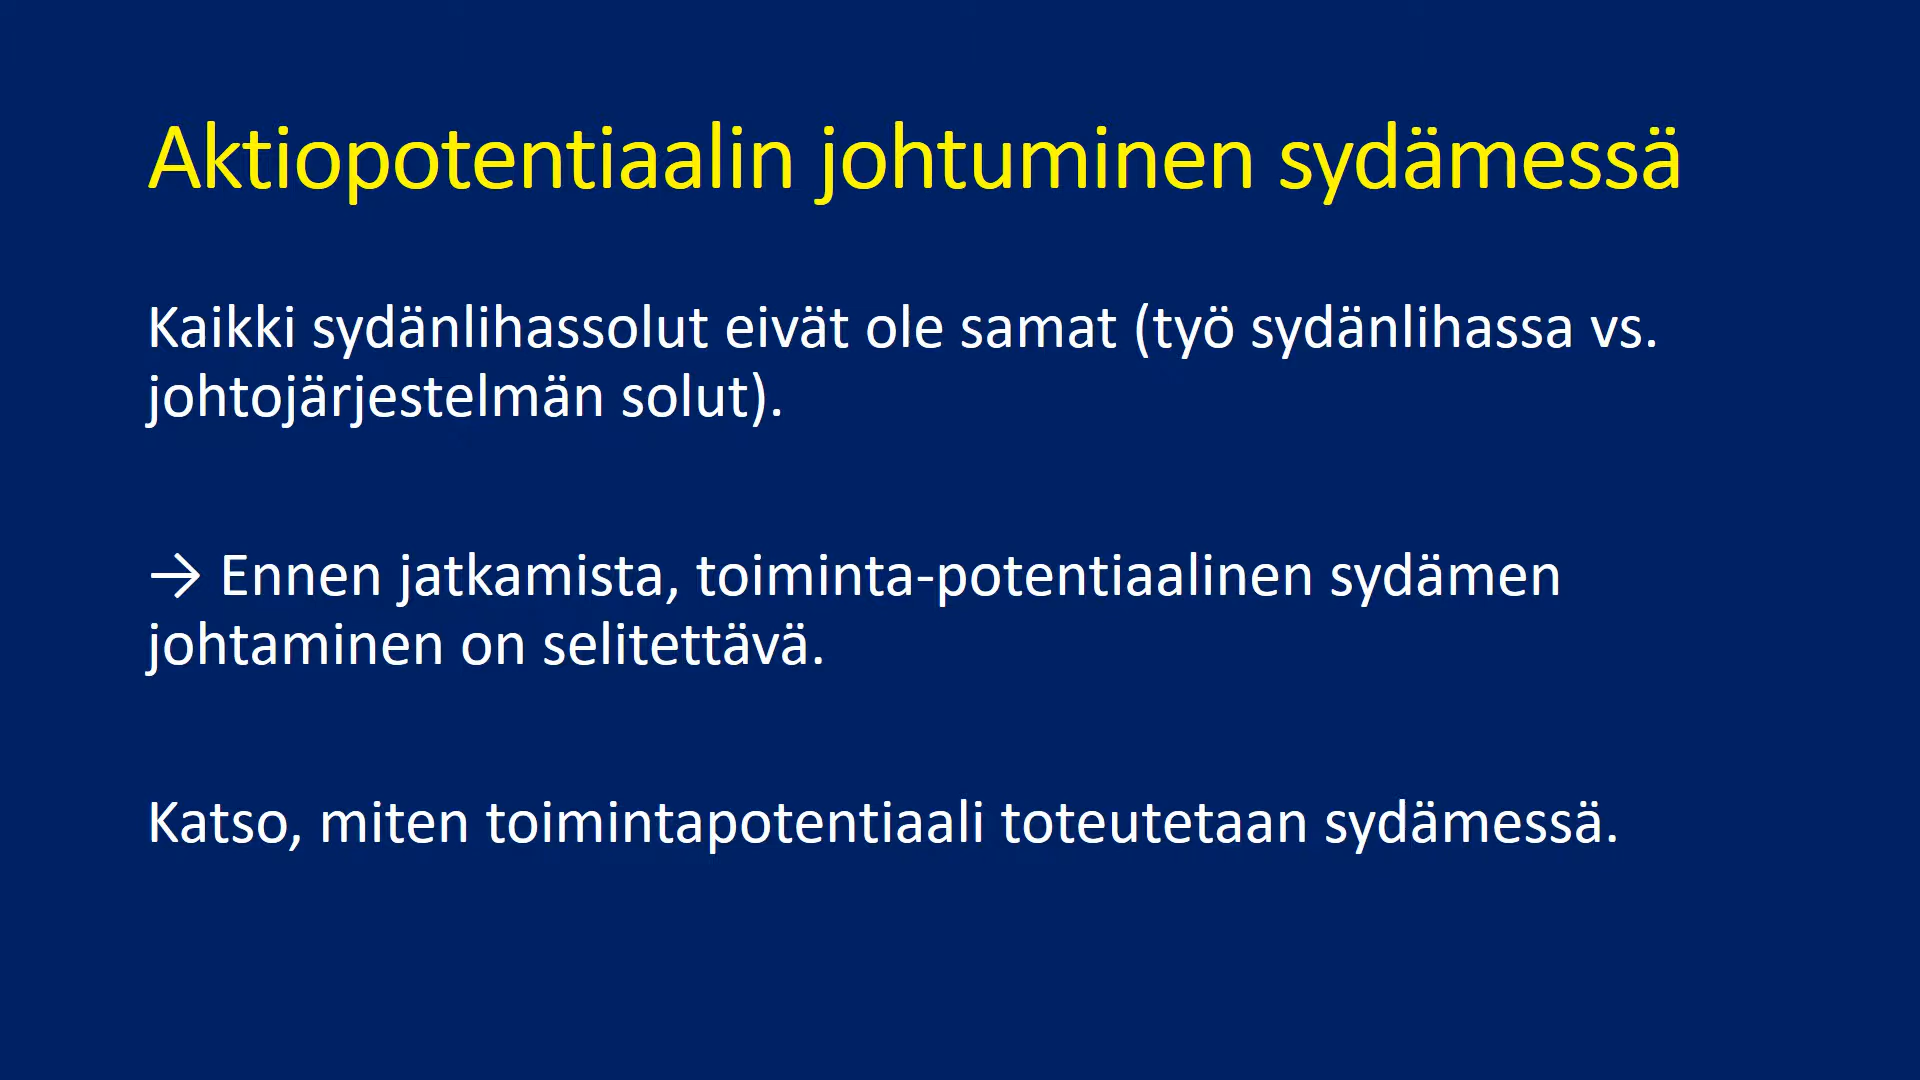 Aktiopotentiaalin johtuminen sydämessä
Kaikki sydänlihassolut eivät ole samat (työ sydänlihassa vs.
johtojärjestelmän solut).
→ Ennen jatkamista, toiminta-potentiaalinen sydämen
johtaminen on selitettävä.
Katso, miten toimintapotentiaali toteutetaan sydämessä.